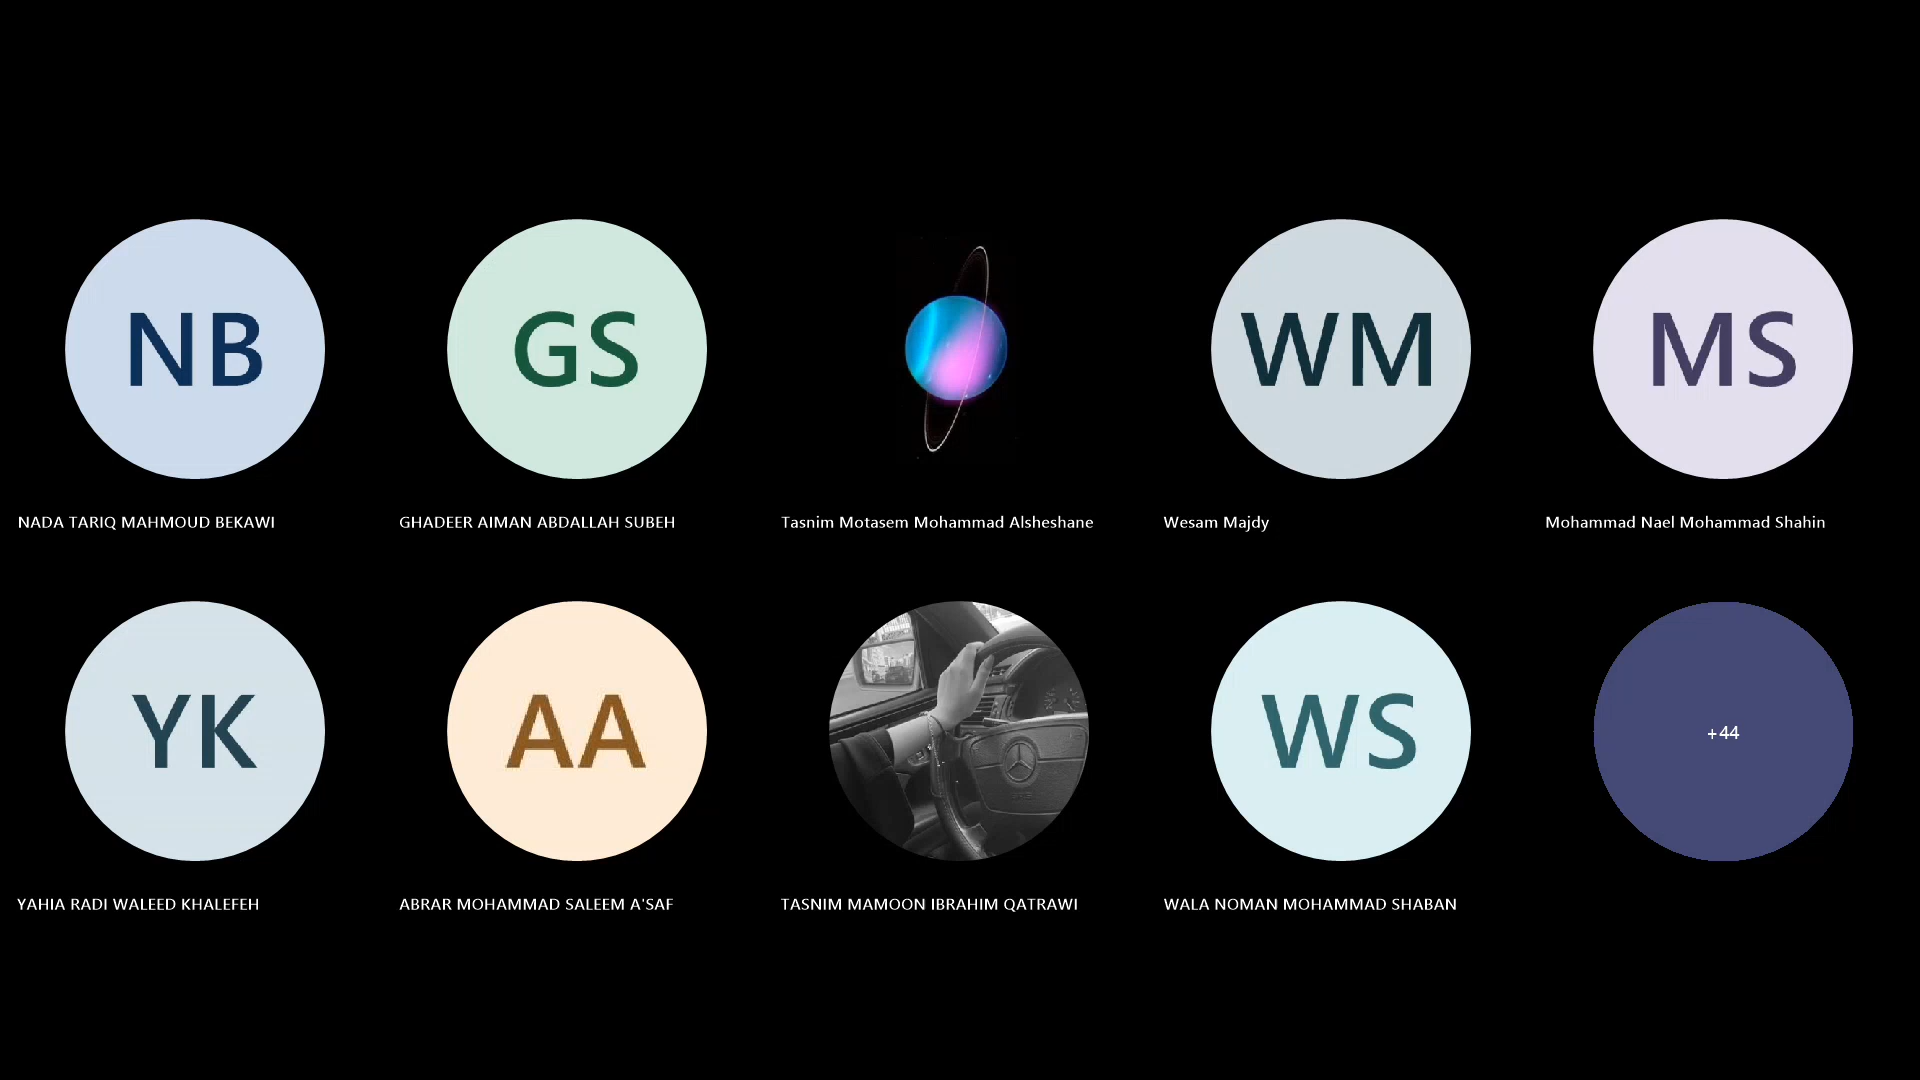 NB
GS
WM
MS
NADA TARIQ MAHMOUD BEKAWI
GHADEER AIMAN ABDALLAH SUBEH
Tasnim Motasem Mohammad Alsheshane
Wesam Majdy
Mohammad Nael Mohammad Shahin
YK
AA
WS
+44
YAHIA RADI WALEED KHALEFEH
ABRAR MOHAMMAD SALEEM A'SAF
TASNIM MAMOON IBRAHIM QATRAWI
WALA NOMAN MOHAMMAD SHABAN